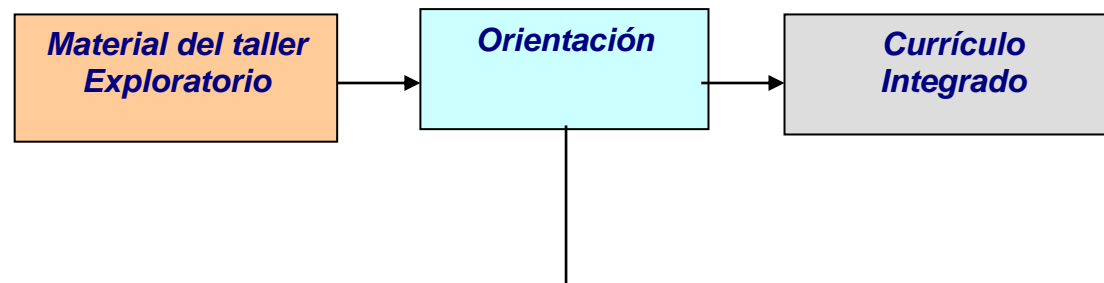 Material del taller
Exploratorio
Orientación
Currículo
Integrado